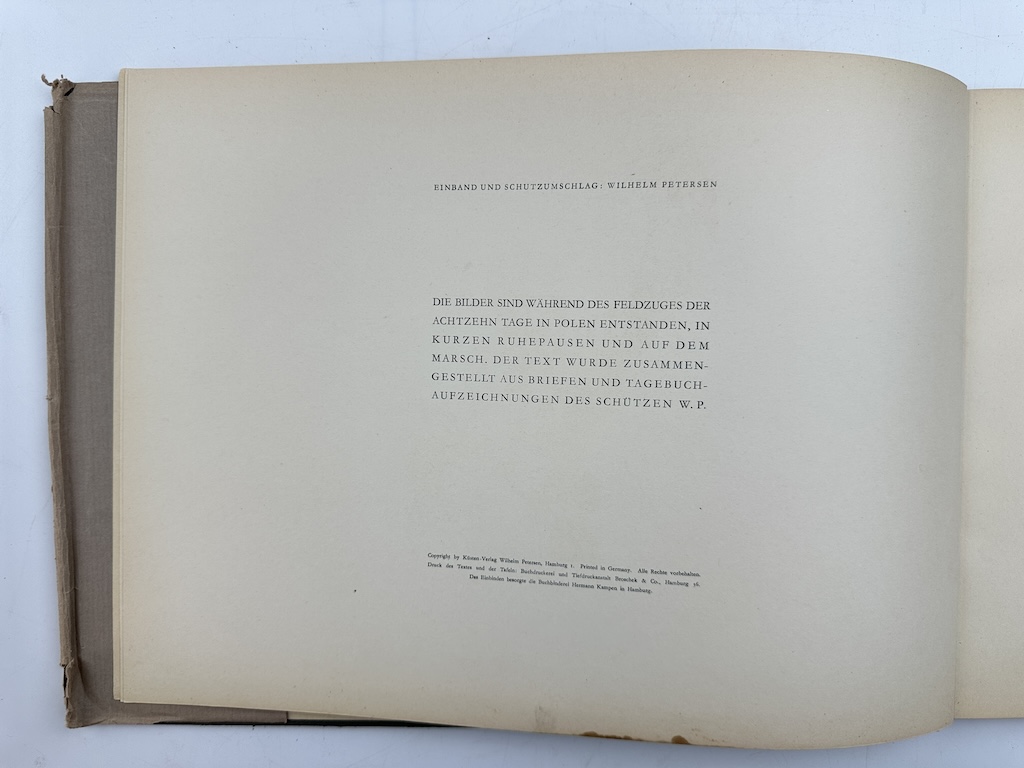 EINBAND UND SCHUTZUMSCHLAG: WILHELM PETERSEN
DIE BILDER SIND WÄHREND DES FELDZUGES DER
ACHTZEHN TAGE IN POLEN ENTSTANDEN, IN
KURZEN RUHEPAUSEN UND AUF DEM
MARSCH. DER TEXT WURDE ZUSAMMEN-
GESTELLT AUS BRIEFEN UND TAGEBUCH-
AUFZEICHNUNGEN DES SCHÜTZEN W. P.
Copyright by Küsten-Verlag Wilhelm Petersen, Hamburg 1. Printed in Germany. Alle Rechte vorbehalten.
Druck des Textes und der Tafeln: Buchdruckerei und Tiefdruckanstalt Broschek & Co., Hamburg 36.
Das Einbinden besorgte die Buchbinderei Hermann Kampen in Hamburg.